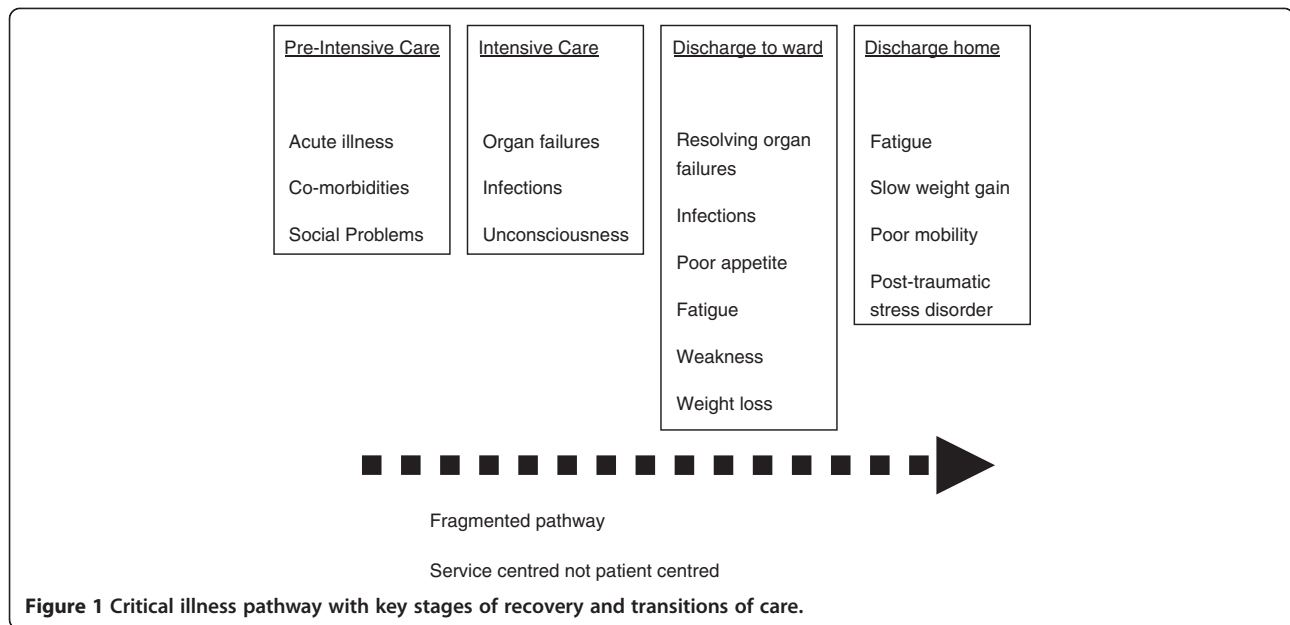 Pre-Intensive Care
Acute illness
Co-morbidities
Social Problems
Intensive Care
Organ failures
Infections
Unconsciousness
Discharge to ward
Resolving organ
failures
Infections
Poor appetite
Fatigue
Weakness
Weight loss
Discharge home
Fatigue
Slow weight gain
Poor mobility
Post-traumatic
stress disorder
Fragmented pathway
Service centred not patient centred
Figure 1 Critical illness pathway with key stages of recovery and transitions of care.